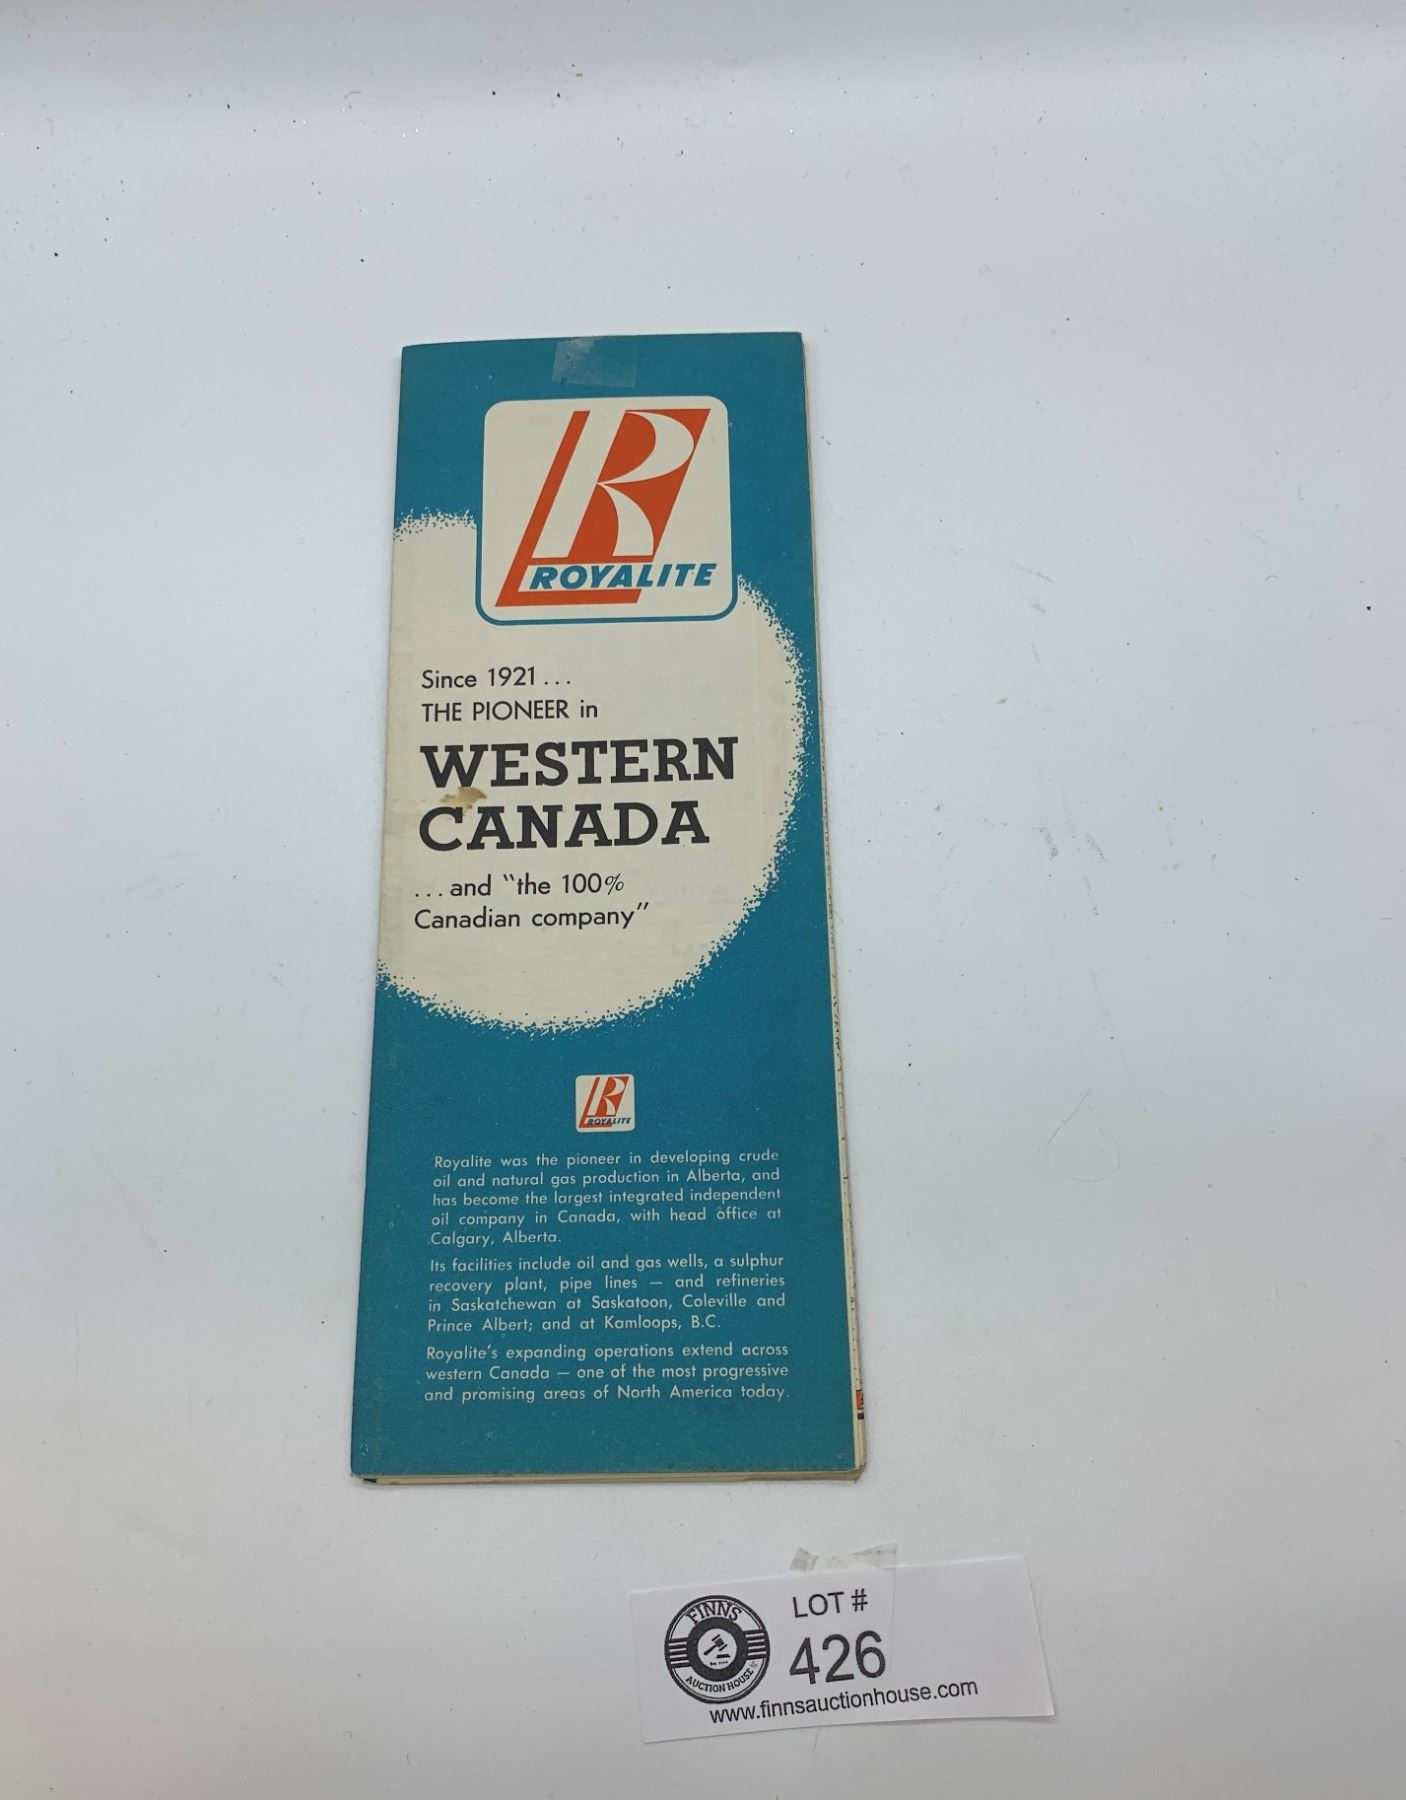 R
ROYALITE
Since 1921...
THE PIONEER in
WESTERN
CANADA
...and "the 100%
Canadian company"
ROYALITE
Royalite was the pioneer in developing crude
oil and natural gas production in Alberta, and
has become the largest integrated independent
oil company in Canada, with head office at
Calgary, Alberta.
Its facilities include oil and gas wells, a sulphur
recovery plant, pipe lines — and refineries
in Saskatchewan at Saskatoon, Coleville and
Prince Albert; and at Kamloops, B.C.
Royalite's expanding operations extend across
western Canada — one of the most progressive
and promising areas of North America today.
FINNS
AUCTION HOUSE
LOT #
426
www.finnsauctionhouse.com